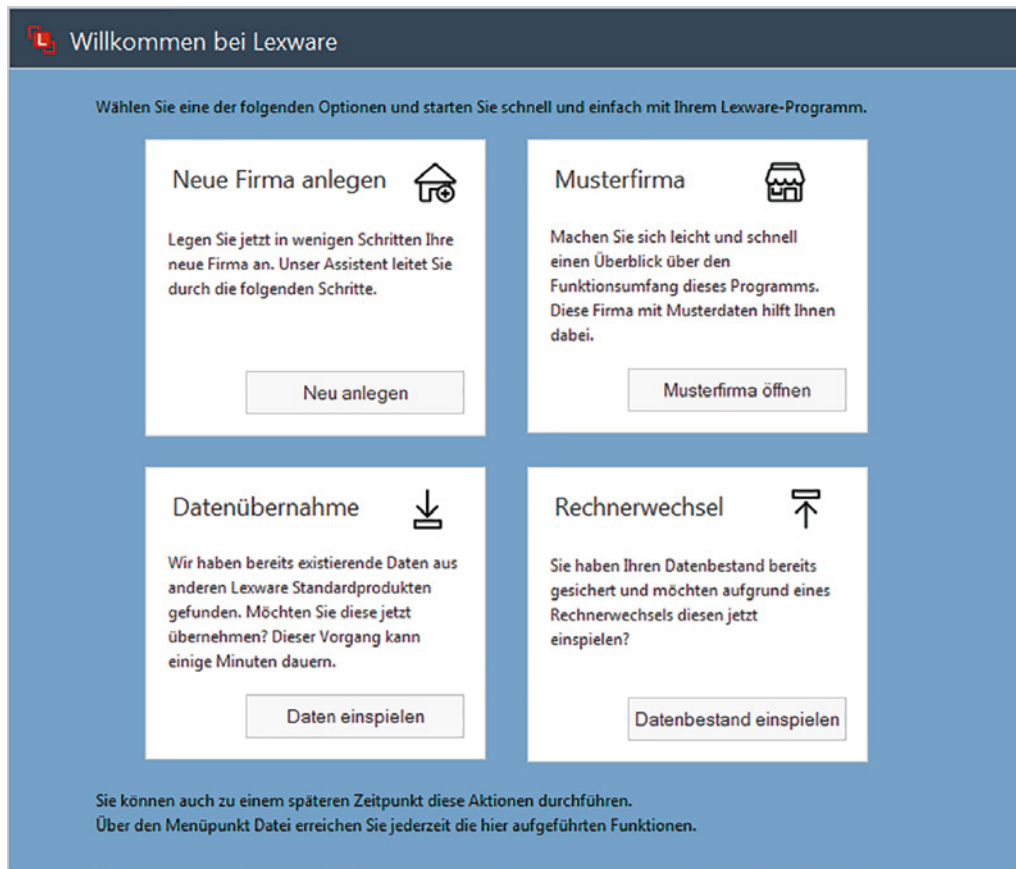 L
Willkommen bei Lexware
Wählen Sie eine der folgenden Optionen und starten Sie schnell und einfach mit Ihrem Lexware-Programm.
Neue Firma anlegen
Legen Sie jetzt in wenigen Schritten Ihre
neue Firma an. Unser Assistent leitet Sie
durch die folgenden Schritte.
Neu anlegen
Musterfirma
Machen Sie sich leicht und schnell
einen Überblick über den
Funktionsumfang dieses Programms.
Diese Firma mit Musterdaten hilft Ihnen
dabei.
Musterfirma öffnen
Datenübernahme
Wir haben bereits existierende Daten aus
anderen Lexware Standardprodukten
gefunden. Möchten Sie diese jetzt
übernehmen? Dieser Vorgang kann
einige Minuten dauern.
Daten einspielen
Rechnerwechsel
Sie haben Ihren Datenbestand bereits
gesichert und möchten aufgrund eines
Rechnerwechsels diesen jetzt
einspielen?
Datenbestand einspielen
Sie können auch zu einem späteren Zeitpunkt diese Aktionen durchführen.
Über den Menüpunkt Datei erreichen Sie jederzeit die hier aufgeführten Funktionen.